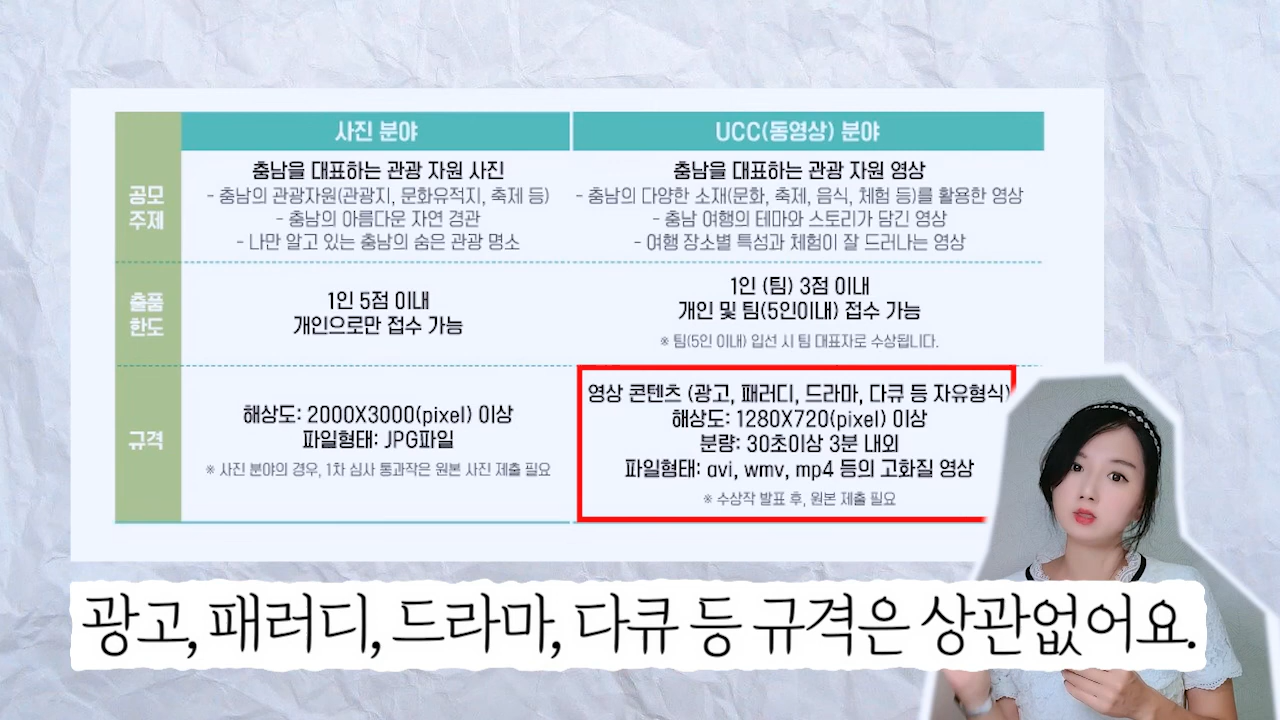 사진 분야
UCC(동영상) 분야
공모
주제
충남을 대표하는 관광 자원 사진
- 충남의 관광자원(관광지, 문화유적지, 축제 등)
- 충남의 아름다운 자연 경관
- 나만 알고 있는 충남의 숨은 관광 명소
충남을 대표하는 관광 자원 영상
- 충남의 다양한 소재(문화, 축제, 음식, 체험 등)를 활용한 영상
- 충남 여행의 테마와 스토리가 담긴 영상
- 여행 장소별 특성과 체험이 잘 드러나는 영상
출품
한도
1인 5점 이내
개인으로만 접수 가능
1인 (팀) 3점 이내
개인 및 팀(5인이내) 접수 가능
※ 팀(5인 이내) 입선 시 팀 대표자로 수상됩니다.
규격
해상도: 2000X3000(pixel) 이상
파일형태: JPG파일
※ 사진 분야의 경우, 1차 심사 통과작은 원본 사진 제출 필요
영상 콘텐츠 (광고, 패러디, 드라마, 다큐 등 자유형식)
해상도: 1280X720(pixel) 이상
분량: 30초이상 3분 내외
파일형태: avi, wmv, mp4 등의 고화질 영상
※ 수상작 발표 후, 원본 제출 필요
광고, 패러디, 드라마, 다큐 등 규격은 상관없어요.